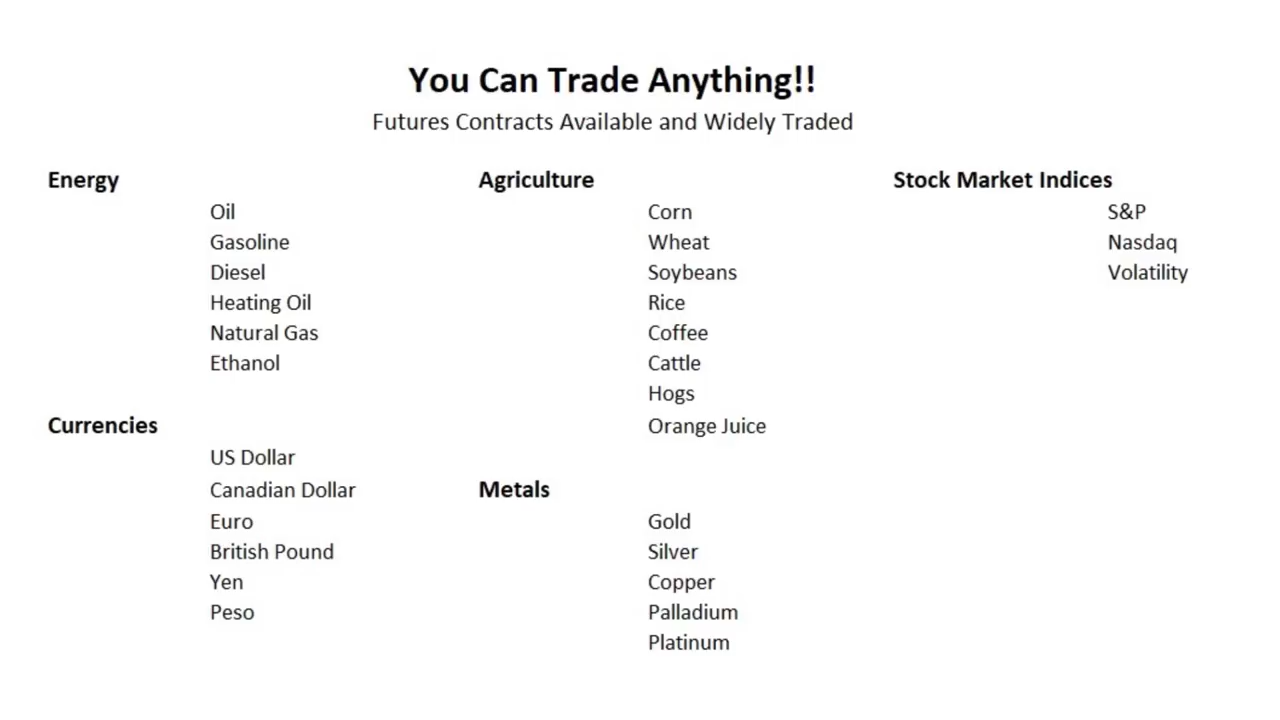 You Can Trade Anything!!
Futures Contracts Available and Widely Traded
Energy
Oil
Gasoline
Diesel
Heating Oil
Natural Gas
Ethanol
Currencies
US Dollar
Canadian Dollar
Euro
British Pound
Yen
Peso
Agriculture
Corn
Wheat
Soybeans
Rice
Coffee
Cattle
Hogs
Orange Juice
Metals
Gold
Silver
Copper
Palladium
Platinum
Stock Market Indices
S&P
Nasdaq
Volatility